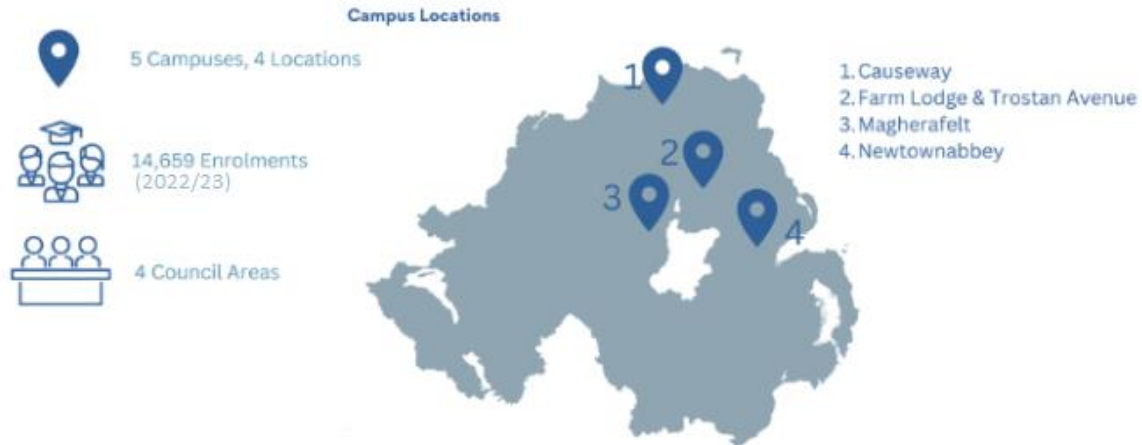 Campus Locations
5 Campuses, 4 Locations
14,659 Enrolments
(2022/23)
4 Council Areas
1
2
3
4
1. Causeway
2. Farm Lodge & Trostan Avenue
3. Magherafelt
4. Newtownabbey